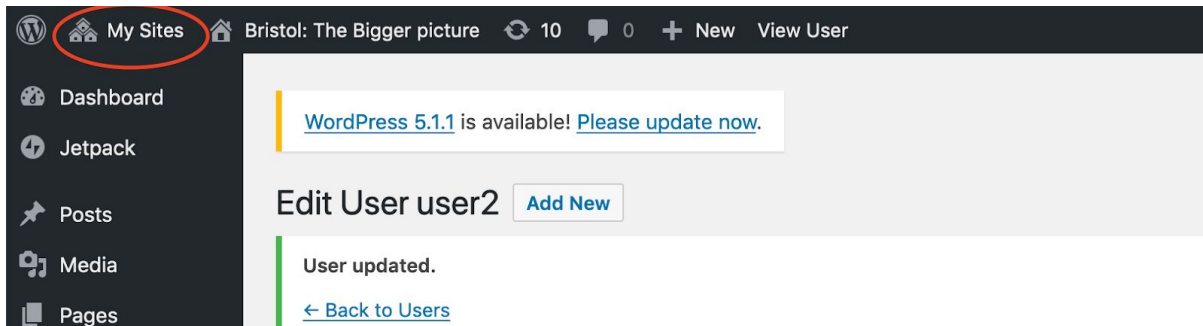 My Sites Bristol: The Bigger picture 10 0 New View User
Dashboard
Jetpack
Posts
Media
Pages
WordPress 5.1.1 is available! Please update now.
Edit User user2 Add New
User updated.
← Back to Users